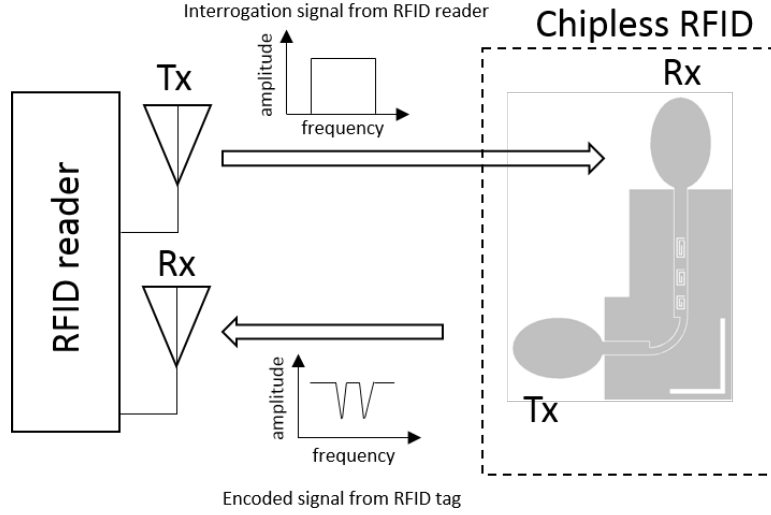 Interrogation signal from RFID reader
Chipless RFID
Tx
amplitude
frequency
Rx
RFID reader
Rx
amplitude
frequency
Tx
Encoded signal from RFID tag